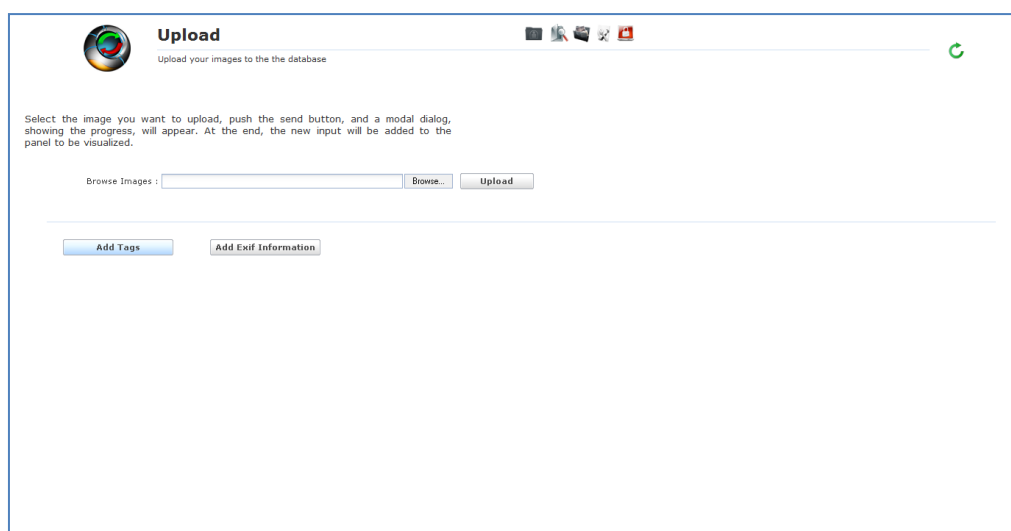 Upload
Upload your images to the the database
Select the image you want to upload, push the send button, and a modal dialog,
showing the progress, will appear. At the end, the new input will be added to the
panel to be visualized.
Browse Images :
Browse...
Upload
Add Tags
Add Exif Information